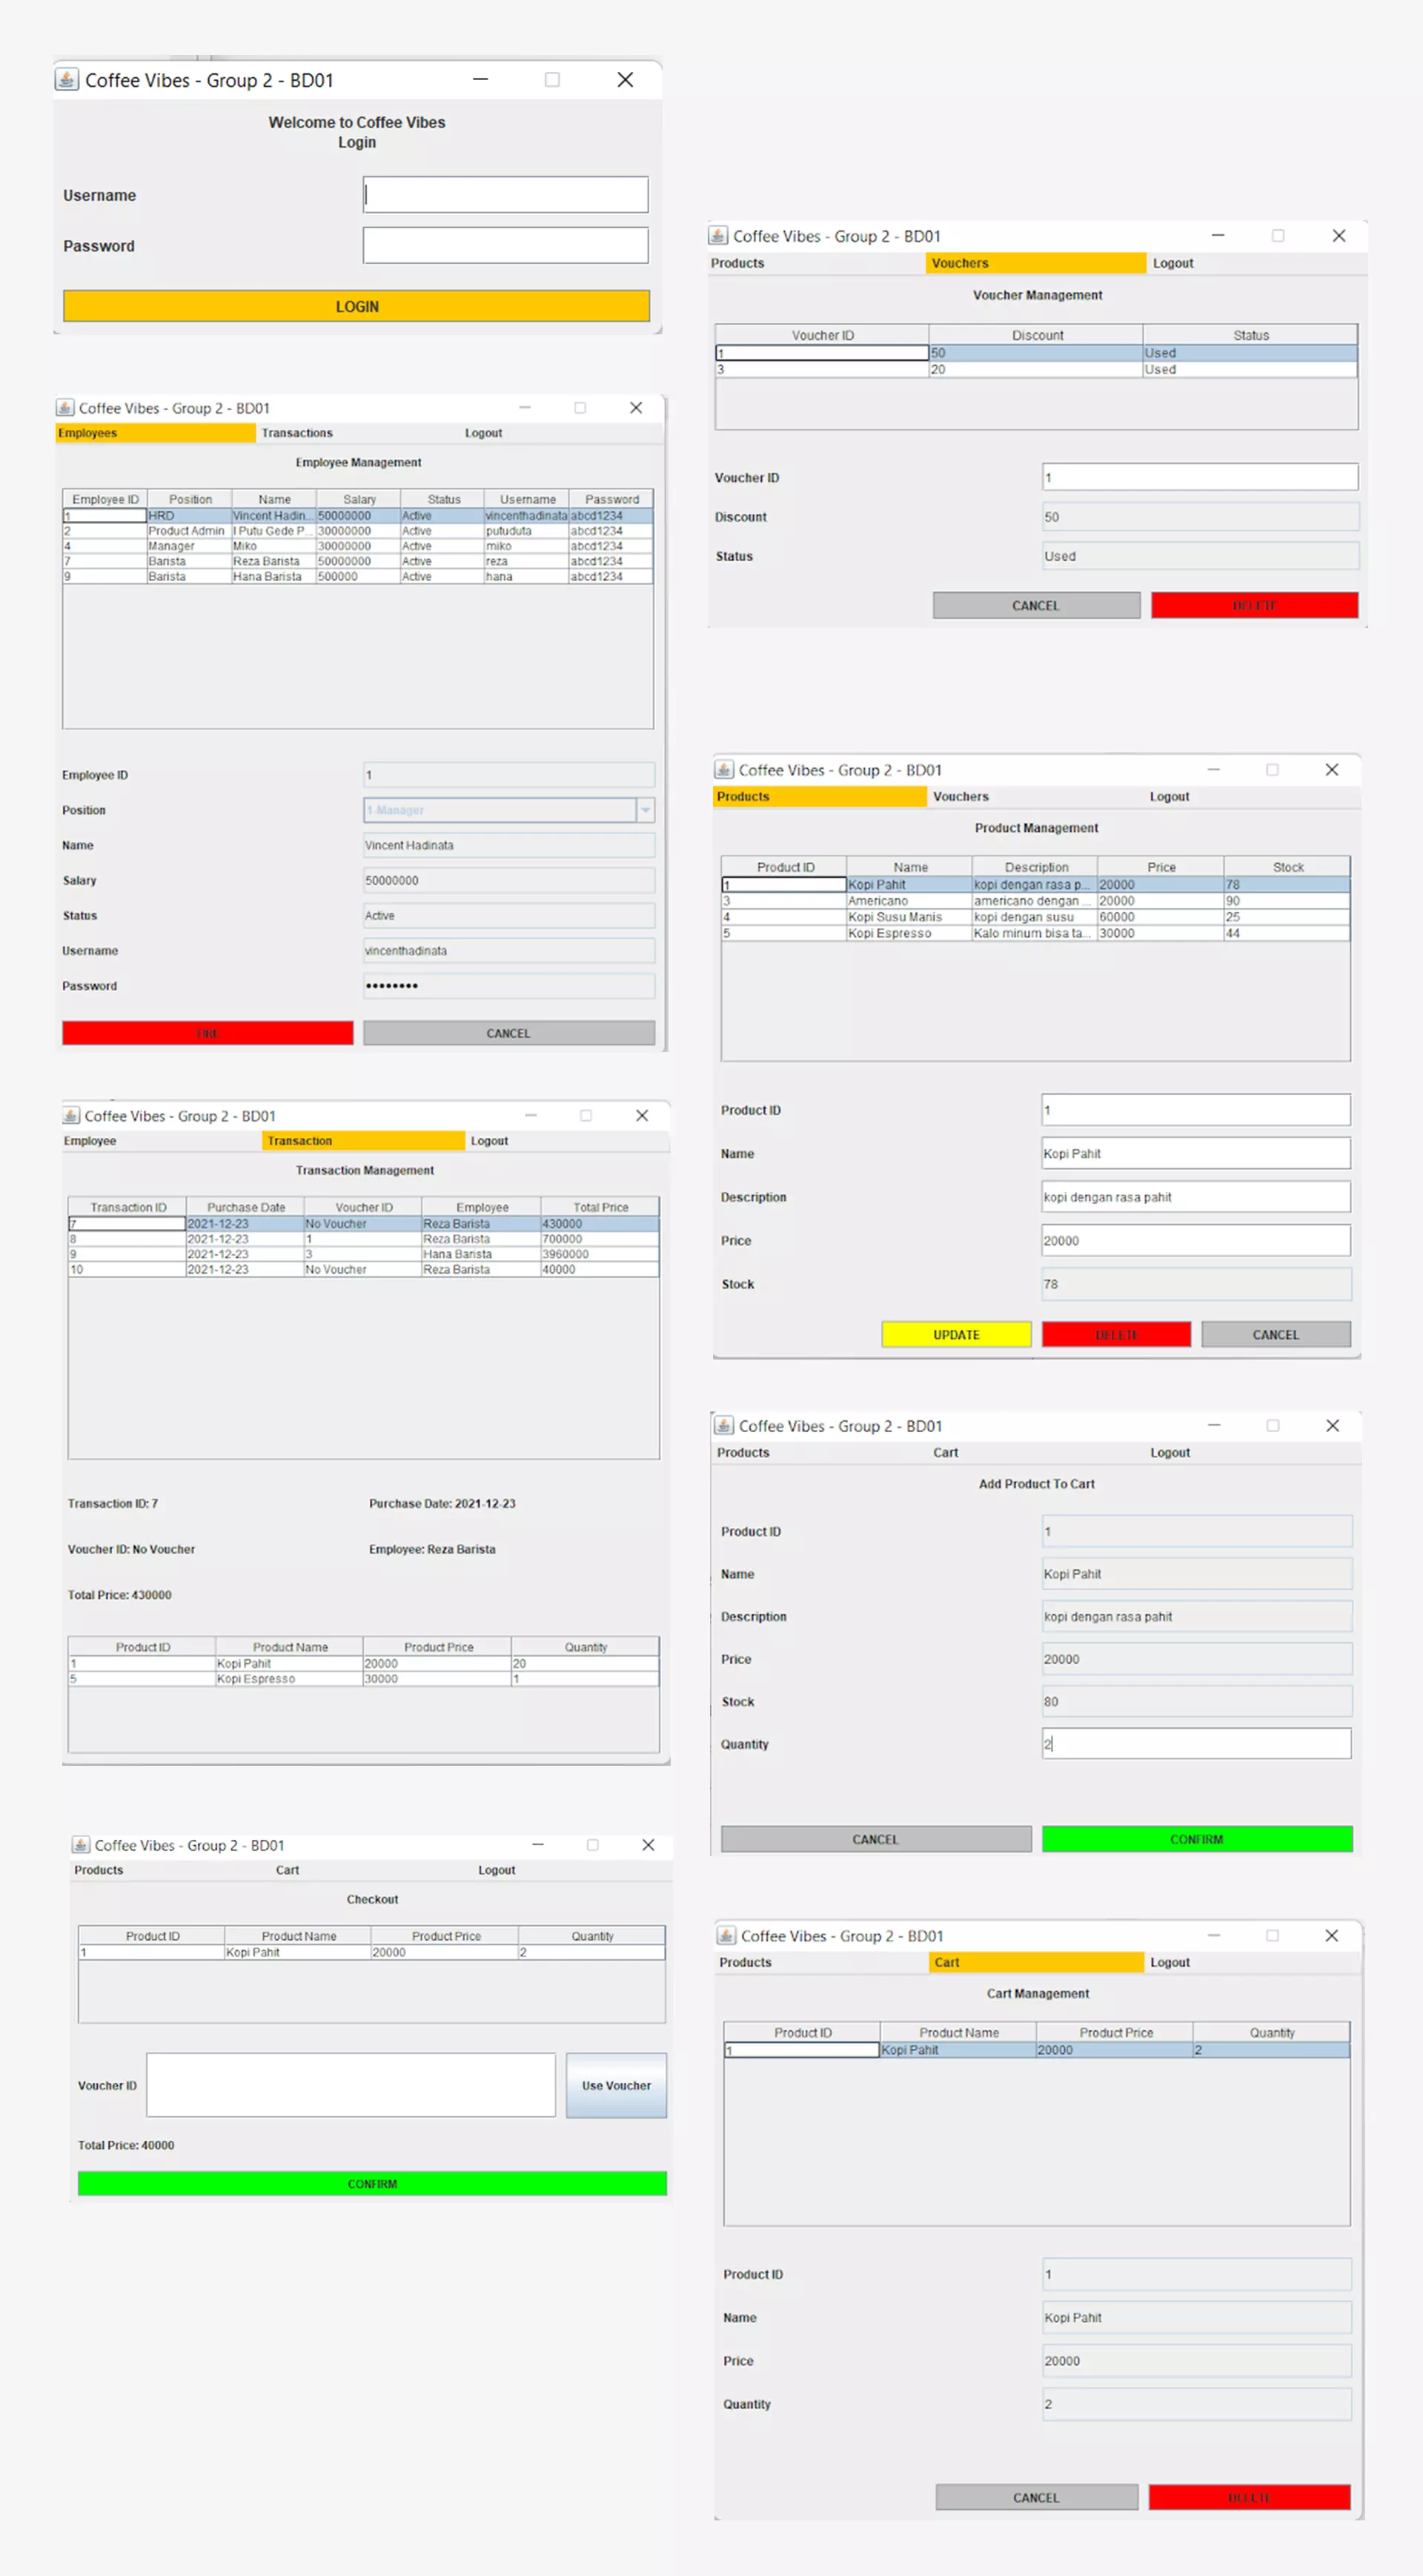 Coffee Vibes - Group 2 - BD01
Welcome to Coffee Vibes
Login
Username
Password
LOGIN
Coffee Vibes - Group 2 - BD01
Employees Transactions Logout
Employee Management
Employee ID Position Name Salary Status Username Password
1 HRD Vincent Hadin... 50000000 Active vincenthadinata abcd1234
2 Product Admin I Putu Gede P... 30000000 Active putuduta abcd1234
4 Manager Miko 30000000 Active miko abcd1234
7 Barista Reza Barista 50000000 Active reza abcd1234
9 Barista Hana Barista 500000 Active hana abcd1234
Employee ID 1
Position 1-Manager
Name Vincent Hadinata
Salary 50000000
Status Active
Username vincenthadinata
Password ••••••••
FIRE CANCEL
Coffee Vibes - Group 2 - BD01
Employee Transaction Logout
Transaction Management
Transaction ID Purchase Date Voucher ID Employee Total Price
7 2021-12-23 No Voucher Reza Barista 430000
8 2021-12-23 1 Reza Barista 700000
9 2021-12-23 3 Hana Barista 3960000
10 2021-12-23 No Voucher Reza Barista 40000
Transaction ID: 7 Purchase Date: 2021-12-23
Voucher ID: No Voucher Employee: Reza Barista
Total Price: 430000
Product ID Product Name Product Price Quantity
1 Kopi Pahit 20000 20
5 Kopi Espresso 30000 1
Coffee Vibes - Group 2 - BD01
Products Cart Logout
Checkout
Product ID Product Name Product Price Quantity
1 Kopi Pahit 20000 2
Voucher ID Use Voucher
Total Price: 40000
CONFIRM
Coffee Vibes - Group 2 - BD01
Products Vouchers Logout
Voucher Management
Voucher ID Discount Status
1 50 Used
3 20 Used
Voucher ID 1
Discount 50
Status Used
CANCEL DELETE
Coffee Vibes - Group 2 - BD01
Products Vouchers Logout
Product Management
Product ID Name Description Price Stock
1 Kopi Pahit kopi dengan rasa p... 20000 78
3 Americano americano dengan ... 20000 90
4 Kopi Susu Manis kopi dengan susu 60000 25
5 Kopi Espresso Kalo minum bisa ta... 30000 44
Product ID 1
Name Kopi Pahit
Description kopi dengan rasa pahit
Price 20000
Stock 78
UPDATE DELETE CANCEL
Coffee Vibes - Group 2 - BD01
Products Cart Logout
Add Product To Cart
Product ID 1
Name Kopi Pahit
Description kopi dengan rasa pahit
Price 20000
Stock 80
Quantity 2
CANCEL CONFIRM
Coffee Vibes - Group 2 - BD01
Products Cart Logout
Cart Management
Product ID Product Name Product Price Quantity
1 Kopi Pahit 20000 2
Product ID 1
Name Kopi Pahit
Price 20000
Quantity 2
CANCEL DELETE